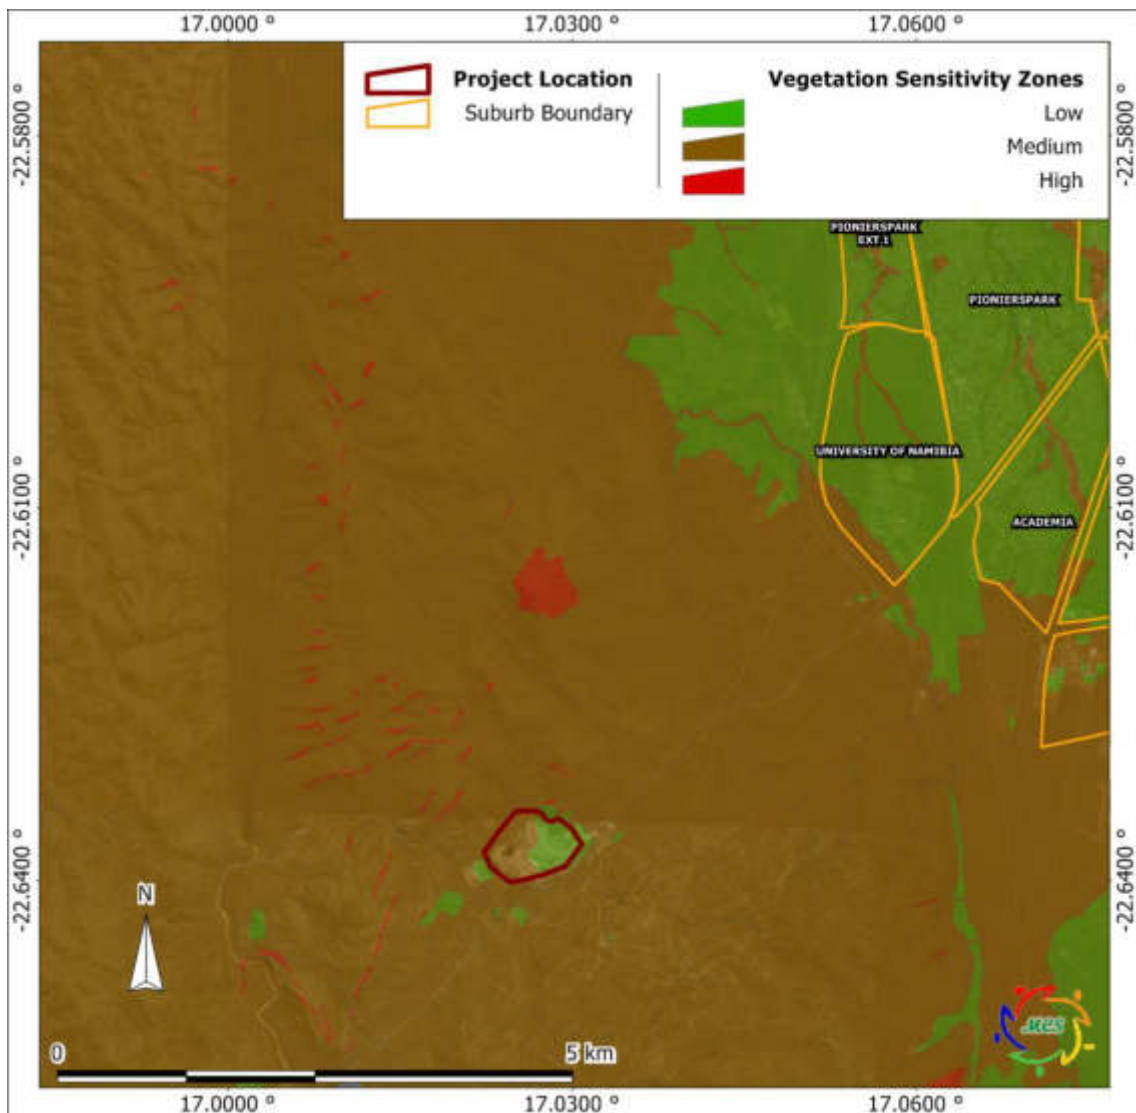 17.0000 °
17.0300 °
17.0600 °
Project Location
Suburb Boundary
Vegetation Sensitivity Zones
Low
Medium
High
-22.5800 °
-22.5800 °
PIONIERSPARK
EXT.1
PIONIERSPARK
UNIVERSITY OF NAMIBIA
-22.6100 °
-22.6100 °
ACADEMIA
-22.6400 °
-22.6400 °
N
0
5 km
17.0000 °
17.0300 °
17.0600 °